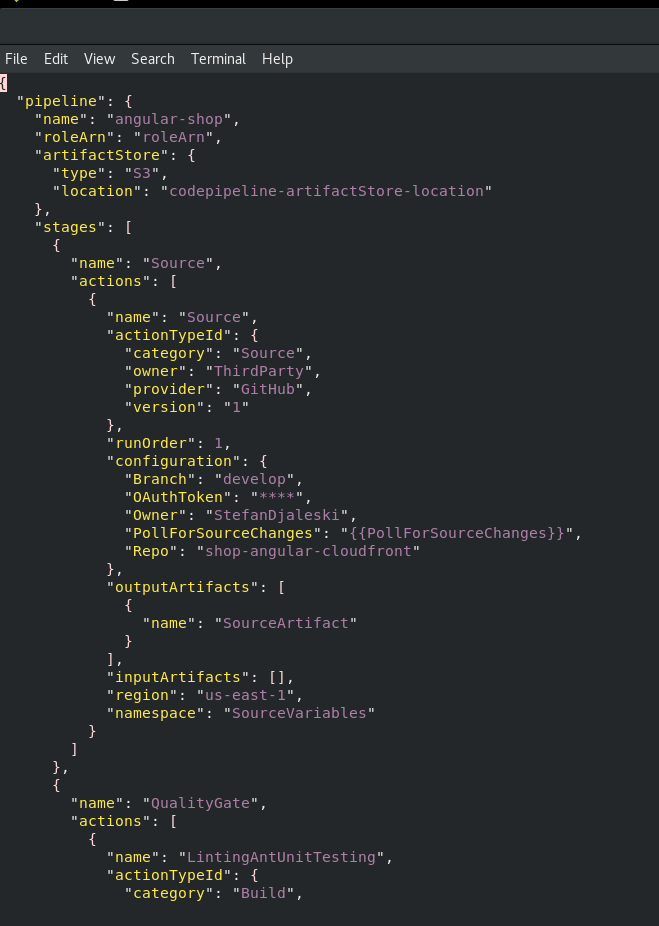 File Edit View Search Terminal Help
{
  "pipeline": {
    "name": "angular-shop",
    "roleArn": "roleArn",
    "artifactStore": {
      "type": "S3",
      "location": "codepipeline-artifactStore-location"
    },
    "stages": [
      {
        "name": "Source",
        "actions": [
          {
            "name": "Source",
            "actionTypeId": {
              "category": "Source",
              "owner": "ThirdParty",
              "provider": "GitHub",
              "version": "1"
            },
            "runOrder": 1,
            "configuration": {
              "Branch": "develop",
              "OAuthToken": "****",
              "Owner": "StefanDjaleski",
              "PollForSourceChanges": "{{PollForSourceChanges}}",
              "Repo": "shop-angular-cloudfront"
            },
            "outputArtifacts": [
              {
                "name": "SourceArtifact"
              }
            ],
            "inputArtifacts": [],
            "region": "us-east-1",
            "namespace": "SourceVariables"
          }
        ]
      },
      {
        "name": "QualityGate",
        "actions": [
          {
            "name": "LintingAntUnitTesting",
            "actionTypeId": {
              "category": "Build",